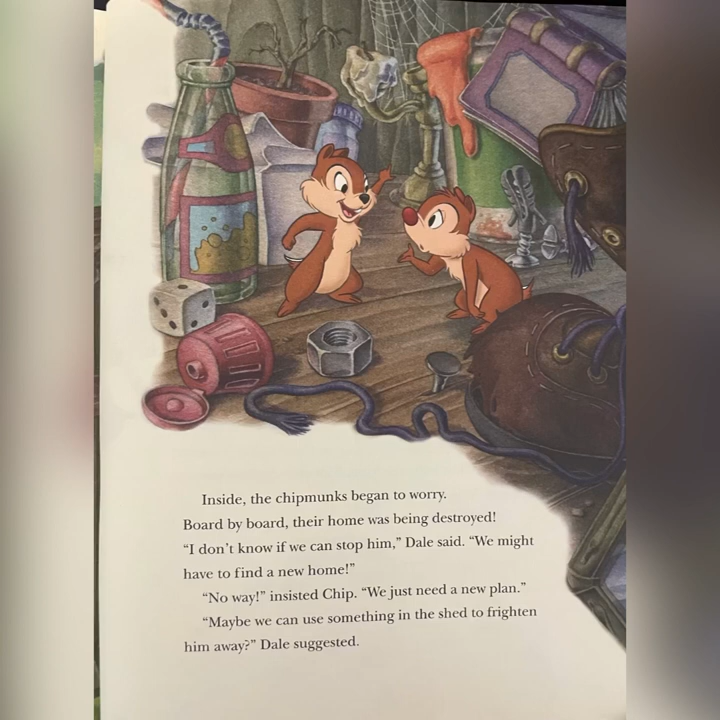 Inside, the chipmunks began to worry.
Board by board, their home was being destroyed!
“I don’t know if we can stop him,” Dale said. “We might
have to find a new home!”
“No way!” insisted Chip. “We just need a new plan.”
“Maybe we can use something in the shed to frighten
him away?” Dale suggested.